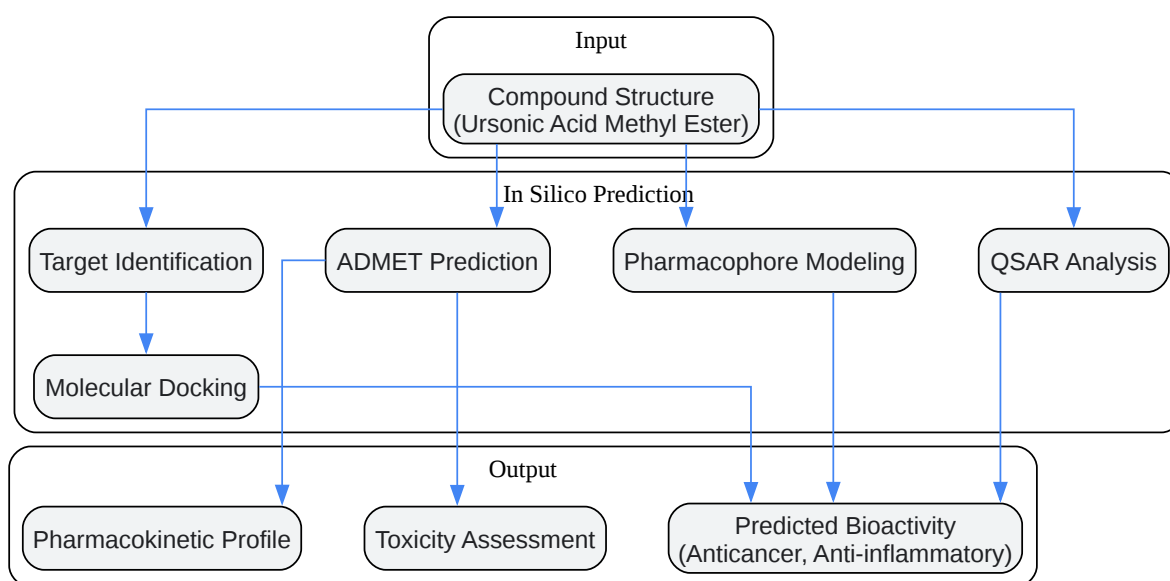 Input
Compound Structure
(Ursonic Acid Methyl Ester)
In Silico Prediction
Target Identification
ADMET Prediction
Pharmacophore Modeling
QSAR Analysis
Molecular Docking
Output
Pharmacokinetic Profile
Toxicity Assessment
Predicted Bioactivity
(Anticancer, Anti-inflammatory)